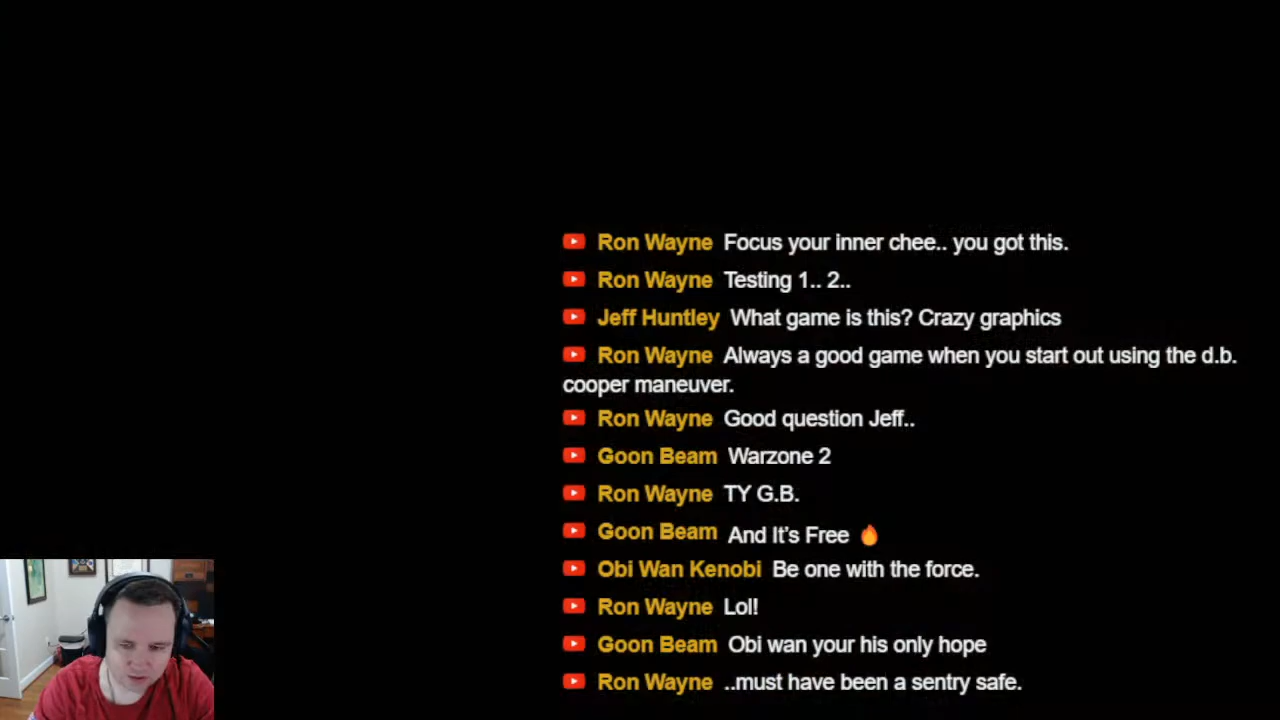 Ron Wayne Focus your inner chee.. you got this.
Ron Wayne Testing 1.. 2..
Jeff Huntley What game is this? Crazy graphics
Ron Wayne Always a good game when you start out using the d.b.
cooper maneuver.
Ron Wayne Good question Jeff..
Goon Beam Warzone 2
Ron Wayne TY G.B.
Goon Beam And It’s Free 🔥
Obi Wan Kenobi Be one with the force.
Ron Wayne Lol!
Goon Beam Obi wan your his only hope
Ron Wayne ..must have been a sentry safe.